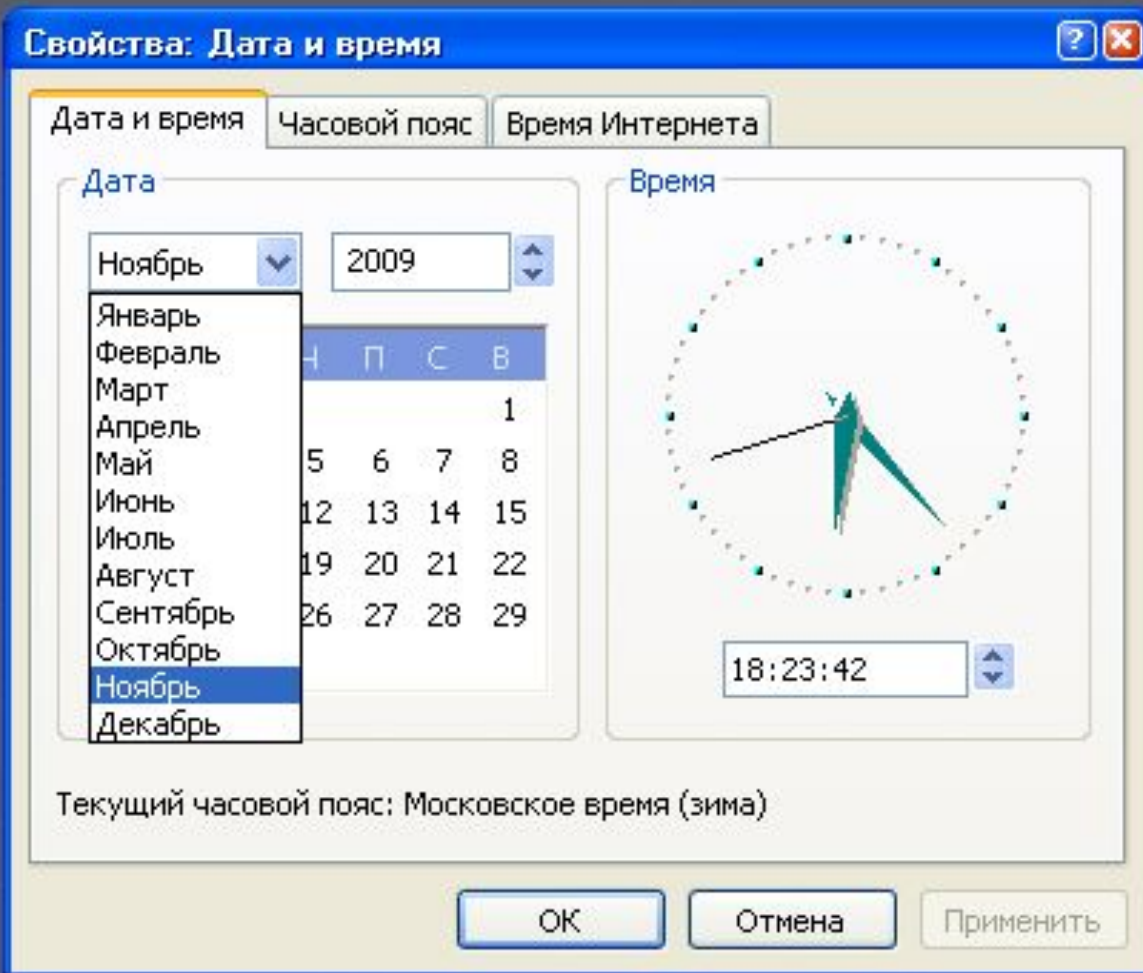 Свойства: Дата и время
Дата и время Часовой пояс Время Интернета
Дата
Время
Ноябрь 2009
Январь
Февраль
Март
Апрель
Май
Июнь
Июль
Август
Сентябрь
Октябрь
Ноябрь
Декабрь
П С В
1
5 6 7 8
12 13 14 15
19 20 21 22
26 27 28 29
18:23:42
Текущий часовой пояс: Московское время (зима)
ОК Отмена Применить